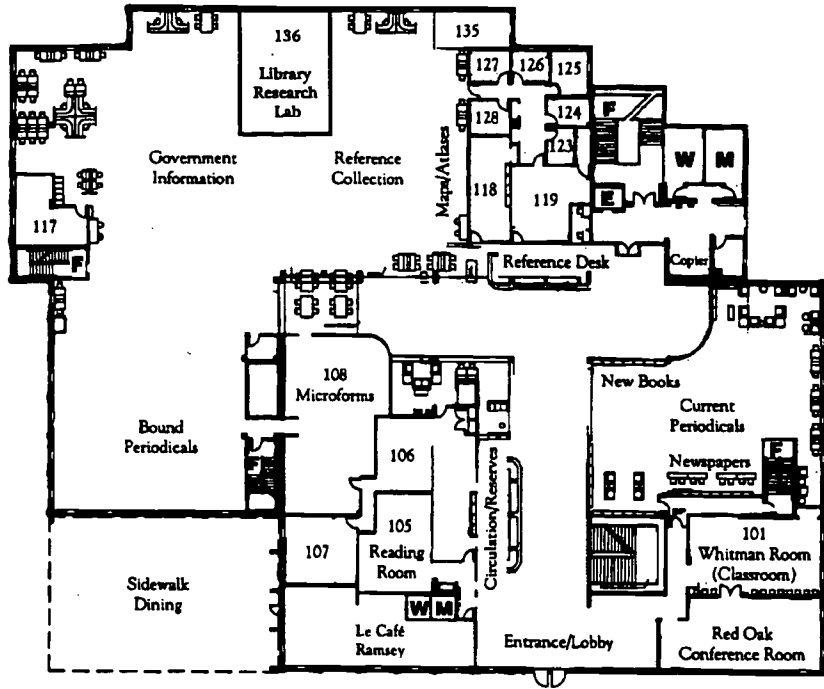 136
Library
Research
Lab
135
127
126
125
128
124
123
118
119
F
W
M
E
Government
Information
Reference
Collection
Maps/Atlases
117
F
Reference Desk
Copier
108
Microforms
New Books
Current
Periodicals
Bound
Periodicals
106
Newspapers
F
F
Circulation/Reserves
105
Reading
Room
107
101
Whitman Room
(Classroom)
Sidewalk
Dining
W
M
Le Café
Ramsey
Entrance/Lobby
Red Oak
Conference Room